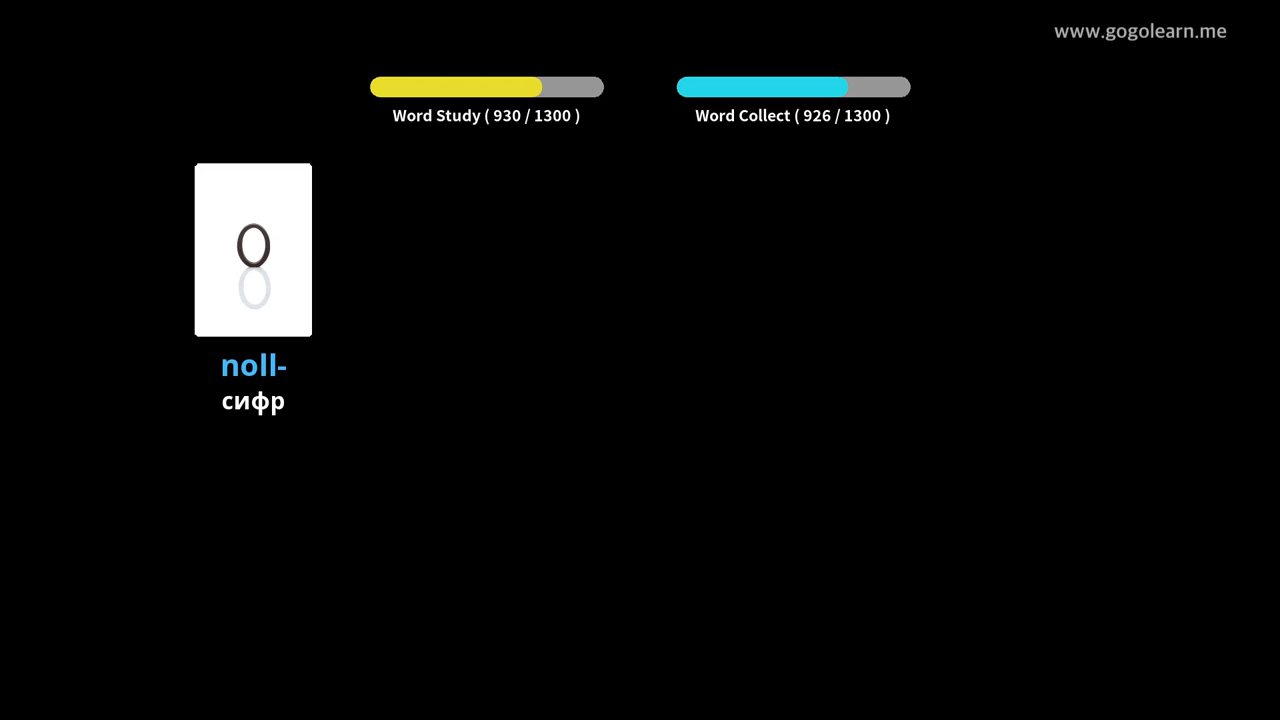 www.gogolearn.me
Word Study ( 930 / 1300 )
Word Collect ( 926 / 1300 )
0
noll-
сифр